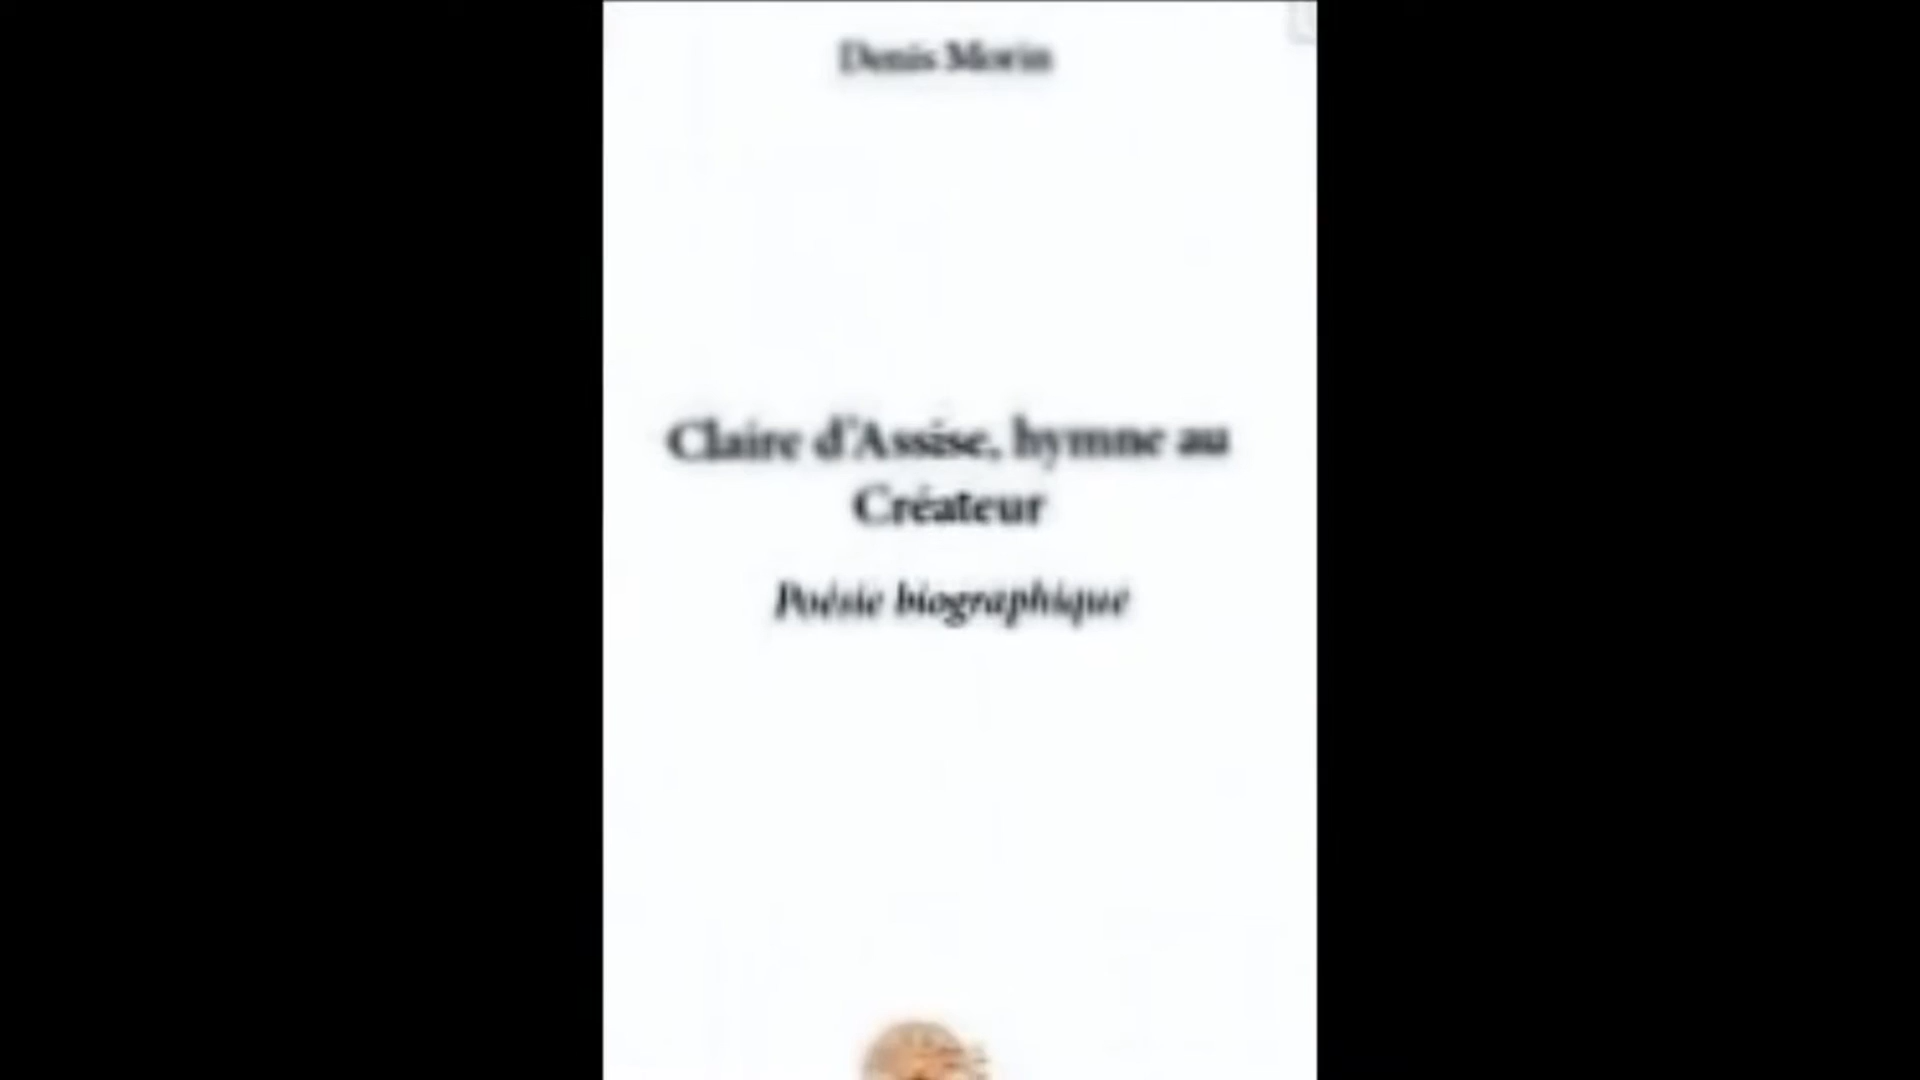 Denis Morin
Claire d'Assise, hymne au
Créateur
Poésie biographique